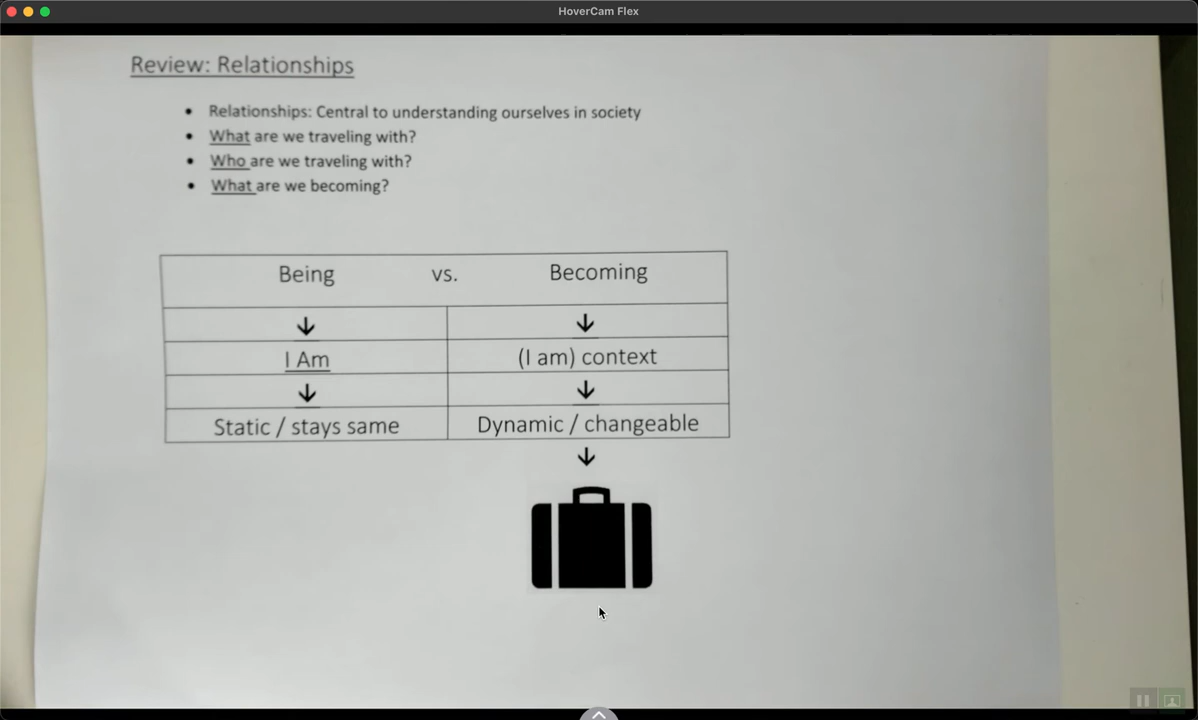 HoverCam Flex
Review: Relationships
• Relationships: Central to understanding ourselves in society
• What are we traveling with?
• Who are we traveling with?
• What are we becoming?
Being vs. Becoming
↓ ↓
I Am (I am) context
↓ ↓
Static / stays same Dynamic / changeable
↓